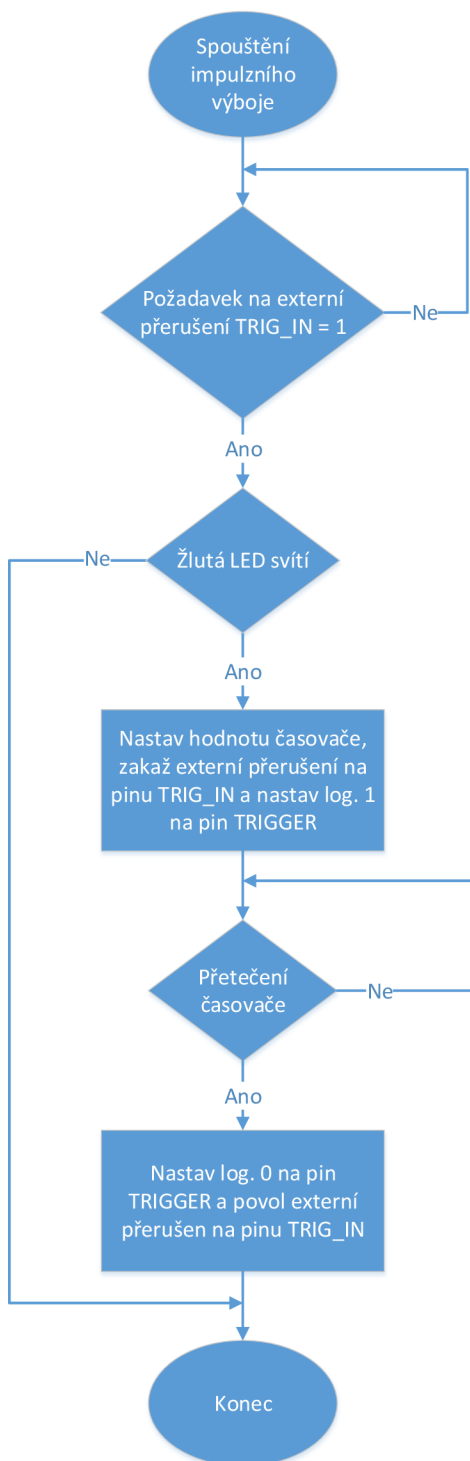 Spouštění
impulzního
výboje
Požadavek na externí
přerušení TRIG_IN = 1
Ne
Ano
Žlutá LED svítí
Ne
Ano
Nastav hodnotu časovače,
zakaž externí přerušení na
pinu TRIG_IN a nastav log. 1
na pin TRIGGER
Přetečení
časovače
Ne
Ano
Nastav log. 0 na pin
TRIGGER a povol externí
přerušen na pinu TRIG_IN
Konec